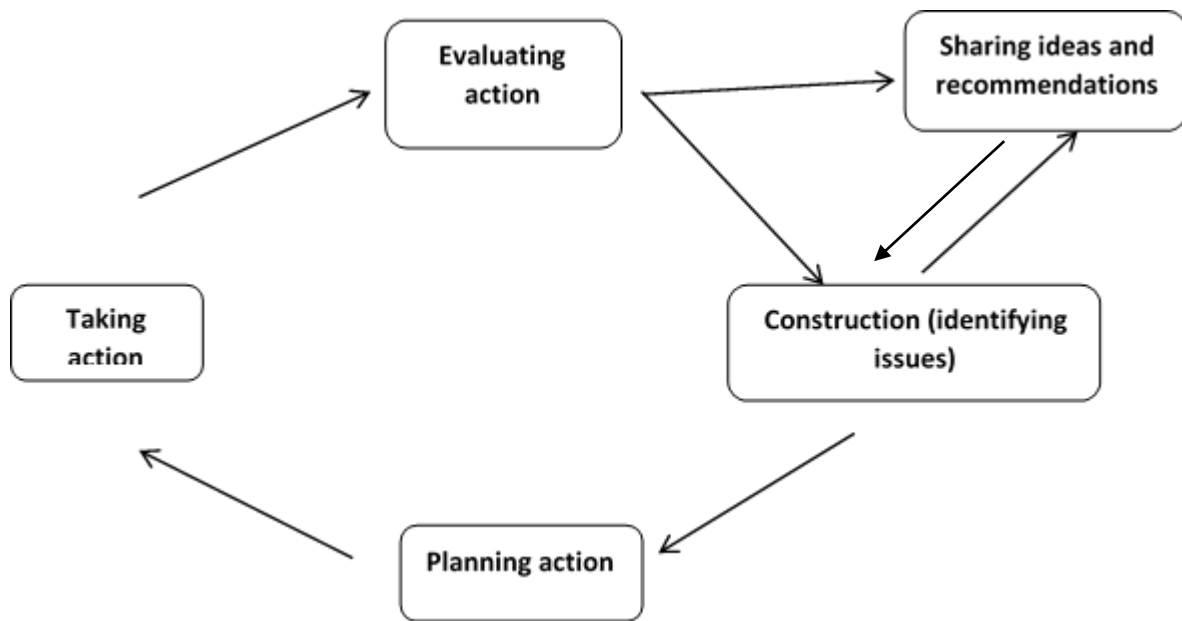 Evaluating
action
Sharing ideas and
recommendations
Taking
action
Construction (identifying
issues)
Planning action